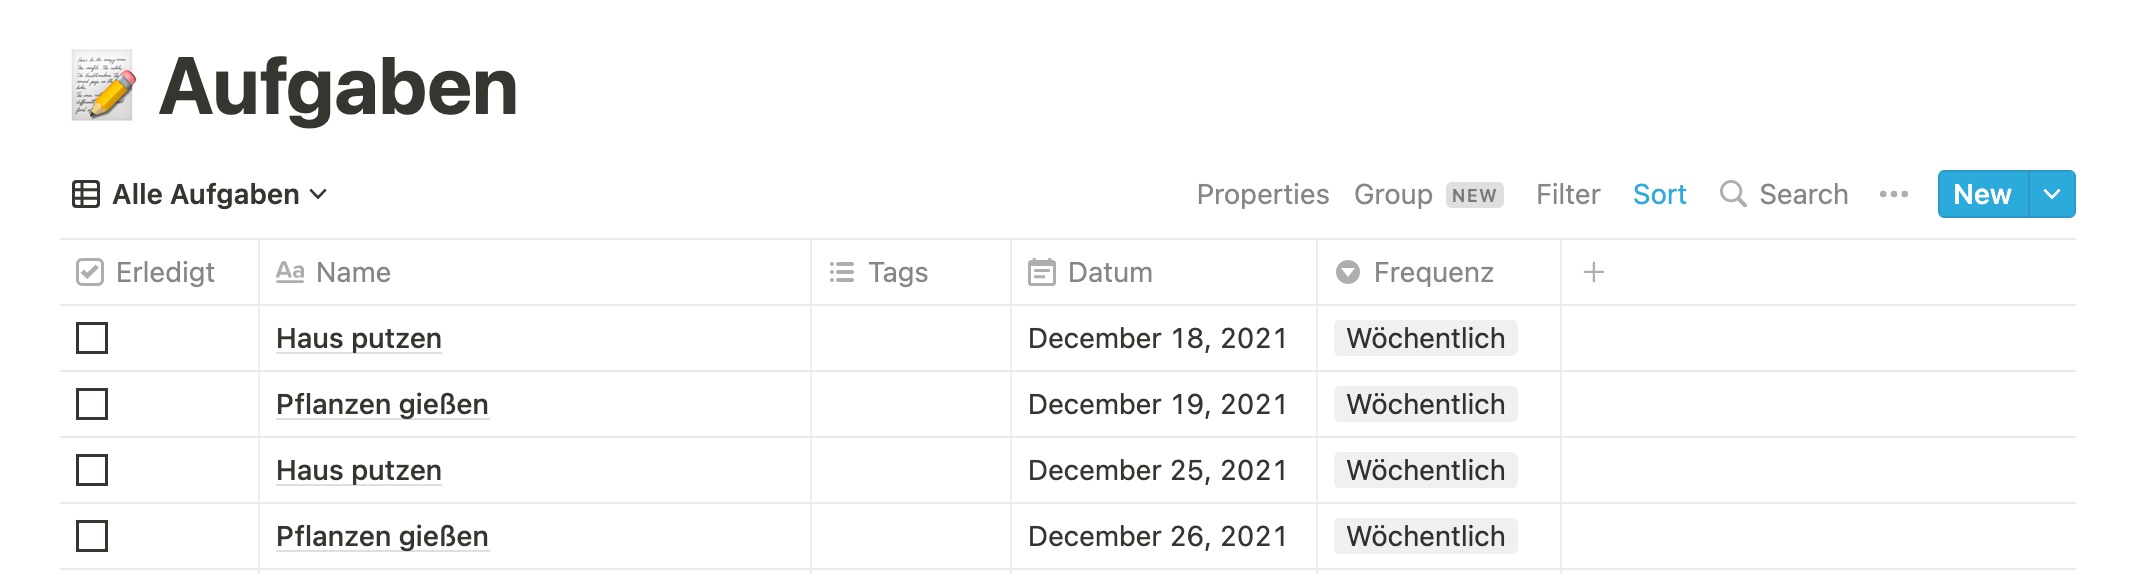 Aufgaben
Alle Aufgaben Properties Group NEW Filter Sort Search New
Erledigt Aa Name Tags Datum Frequenz
Haus putzen December 18, 2021 Wöchentlich
Pflanzen gießen December 19, 2021 Wöchentlich
Haus putzen December 25, 2021 Wöchentlich
Pflanzen gießen December 26, 2021 Wöchentlich